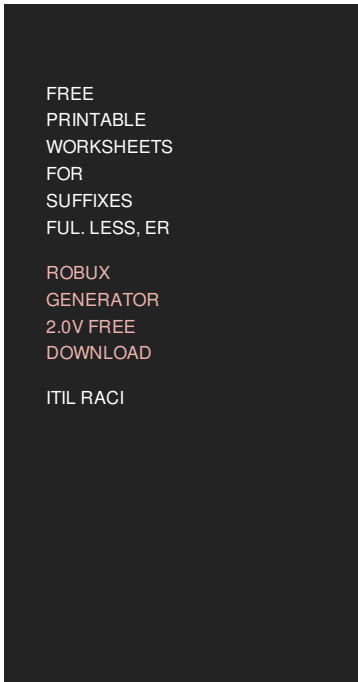 FREE
PRINTABLE
WORKSHEETS
FOR
SUFFIXES
FUL. LESS, ER
ROBUX
GENERATOR
2.0V FREE
DOWNLOAD
ITIL RACI